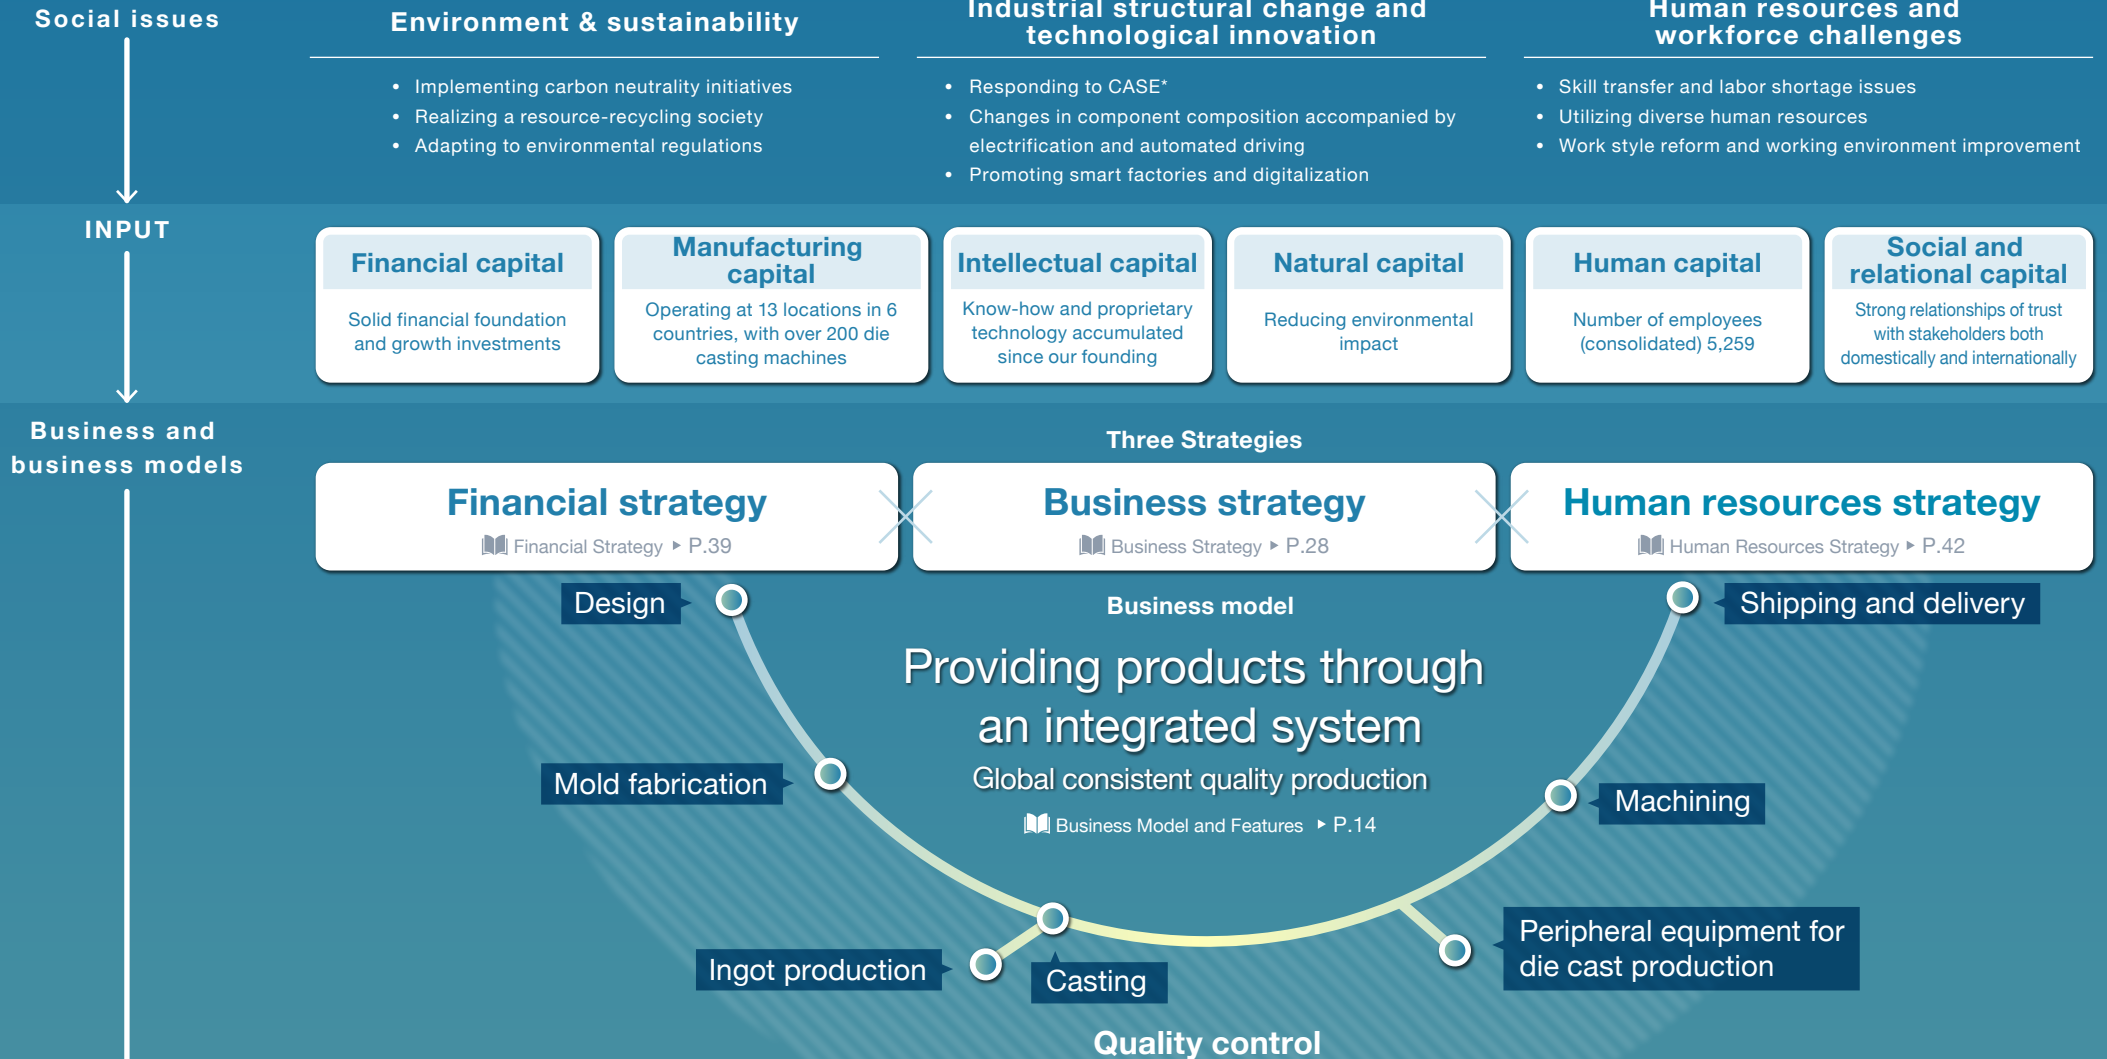 Social issues
Environment & sustainability
• Implementing carbon neutrality initiatives
• Realizing a resource-recycling society
• Adapting to environmental regulations
Industrial structural change and
technological innovation
• Responding to CASE*
• Changes in component composition accompanied by
electrification and automated driving
• Promoting smart factories and digitalization
Human resources and
workforce challenges
• Skill transfer and labor shortage issues
• Utilizing diverse human resources
• Work style reform and working environment improvement
INPUT
Financial capital
Solid financial foundation
and growth investments
Manufacturing
capital
Operating at 13 locations in 6
countries, with over 200 die
casting machines
Intellectual capital
Know-how and proprietary
technology accumulated
since our founding
Natural capital
Reducing environmental
impact
Human capital
Number of employees
(consolidated) 5,259
Social and
relational capital
Strong relationships of trust
with stakeholders both
domestically and internationally
Business and
business models
Three Strategies
Financial strategy
Financial Strategy ▸ P.39
Business strategy
Business Strategy ▸ P.28
Human resources strategy
Human Resources Strategy ▸ P.42
Business model
Providing products through
an integrated system
Global consistent quality production
Business Model and Features ▸ P.14
Design
Mold fabrication
Ingot production
Casting
Peripheral equipment for
die cast production
Machining
Shipping and delivery
Quality control